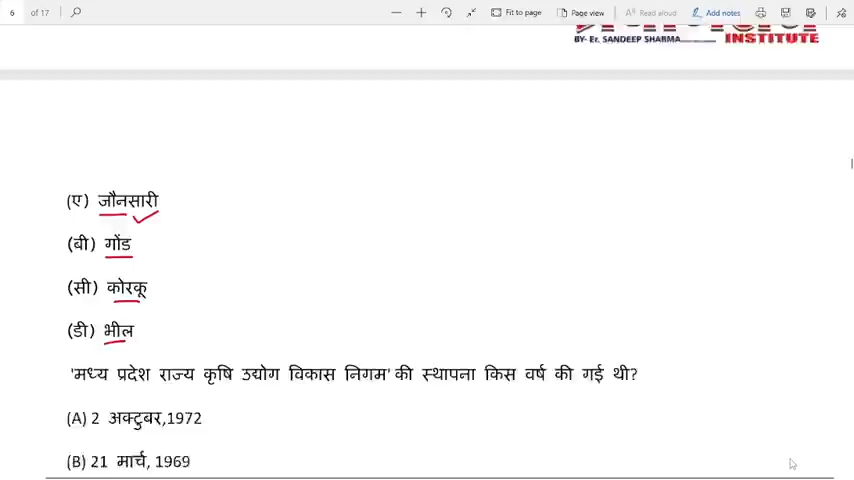 6 of 17 Fit to page Page view Read aloud Add notes
BY- Er. SANDEEP SHARMA INSTITUTE
(ए) जौनसारी
(बी) गोंड
(सी) कोरकू
(डी) भील
'मध्य प्रदेश राज्य कृषि उद्योग विकास निगम' की स्थापना किस वर्ष की गई थी?
(A) 2 अक्टुबर,1972
(B) 21 मार्च, 1969